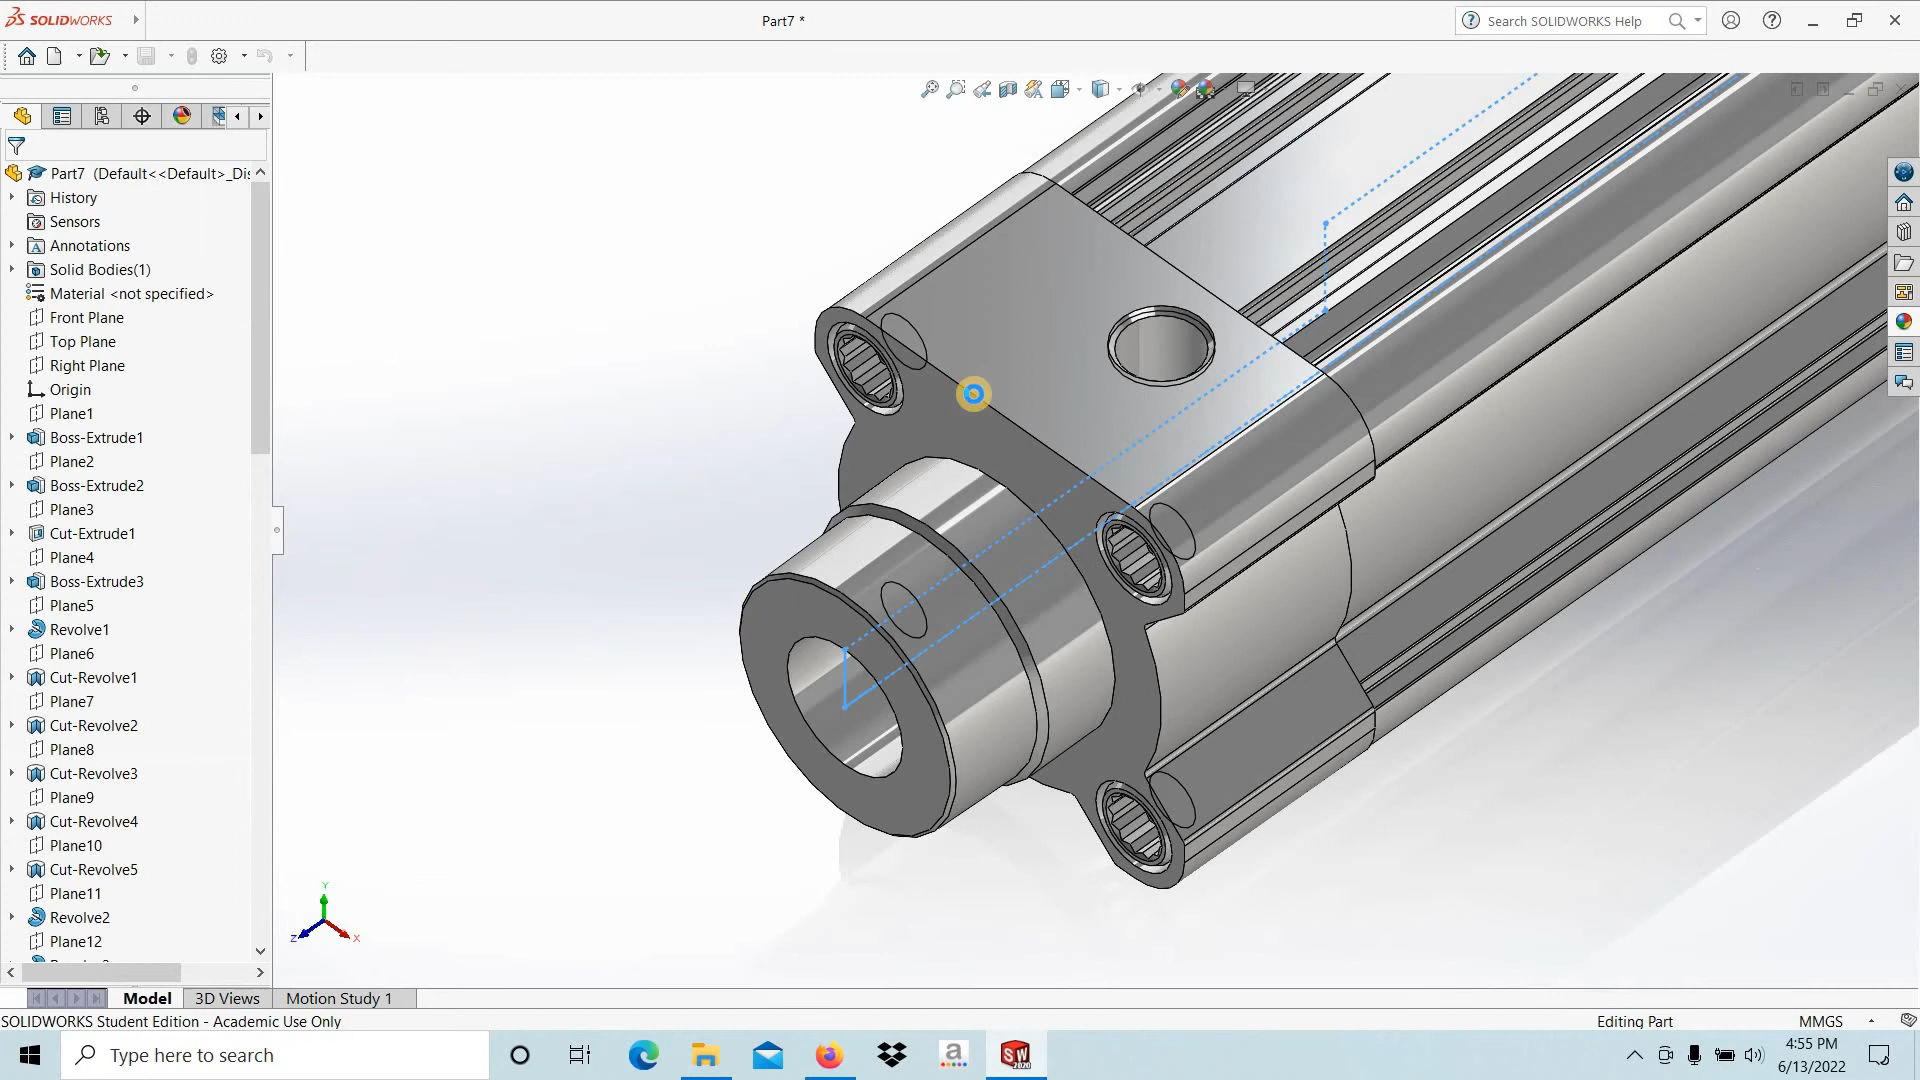 SOLIDWORKS
Part7 *
Search SOLIDWORKS Help
Part7 (Default<<Default>_Dis
History
Sensors
Annotations
Solid Bodies(1)
Material <not specified>
Front Plane
Top Plane
Right Plane
Origin
Plane1
Boss-Extrude1
Plane2
Boss-Extrude2
Plane3
Cut-Extrude1
Plane4
Boss-Extrude3
Plane5
Revolve1
Plane6
Cut-Revolve1
Plane7
Cut-Revolve2
Plane8
Cut-Revolve3
Plane9
Cut-Revolve4
Plane10
Cut-Revolve5
Plane11
Revolve2
Plane12
Y
Z
X
Model
3D Views
Motion Study 1
SOLIDWORKS Student Edition - Academic Use Only
Editing Part
MMGS
Type here to search
a
SW
2020
4:55 PM
6/13/2022